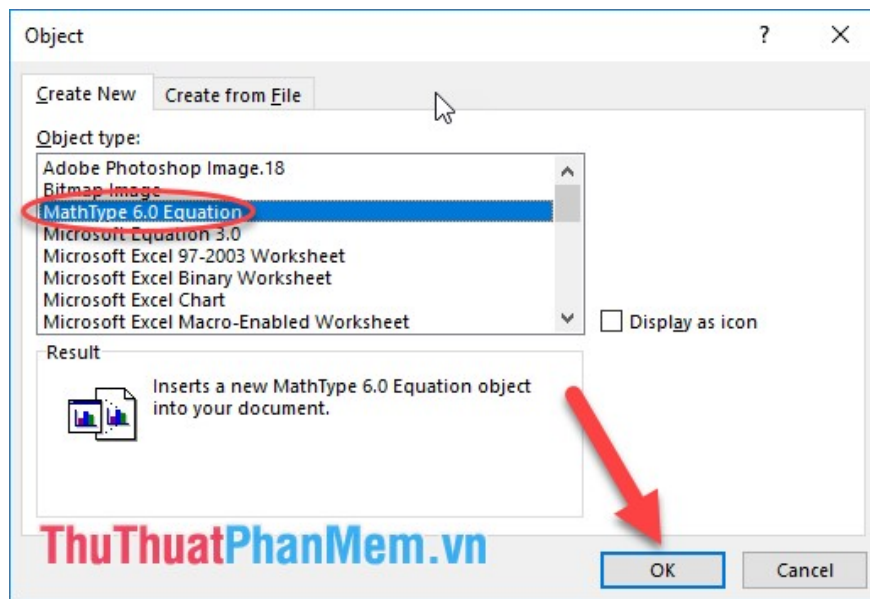 Object ?
Create New Create from File
Object type:
Adobe Photoshop Image.18
Bitmap Image
MathType 6.0 Equation
Microsoft Equation 3.0
Microsoft Excel 97-2003 Worksheet
Microsoft Excel Binary Worksheet
Microsoft Excel Chart
Microsoft Excel Macro-Enabled Worksheet
Display as icon
Result
Inserts a new MathType 6.0 Equation object
into your document.
ThuThuatPhanMem.vn
OK Cancel